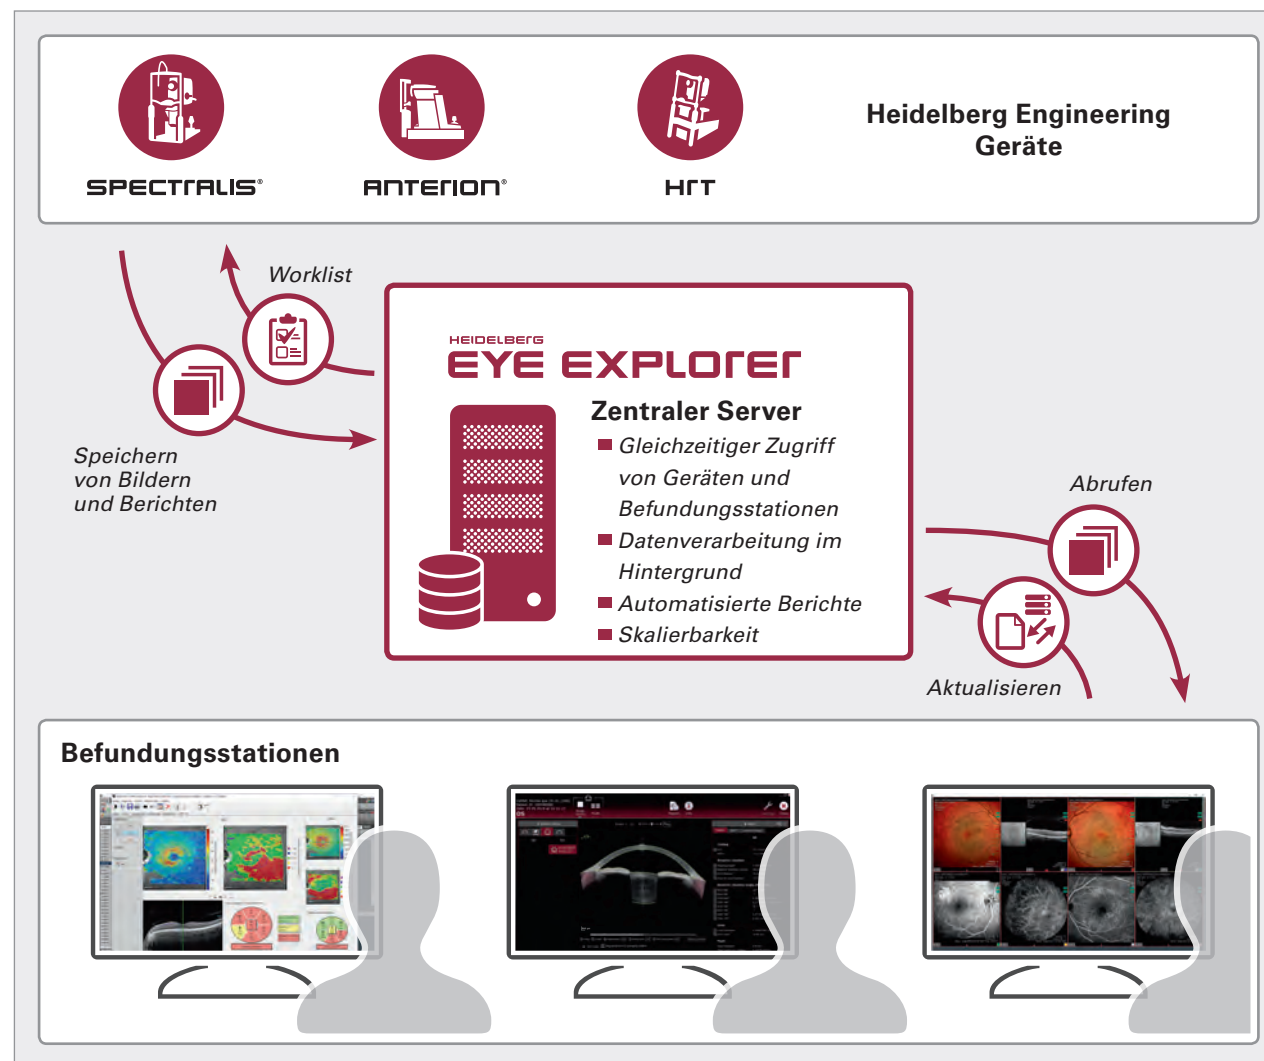 SPECTRALIS®
ANTERION®
HRT
Heidelberg Engineering
Geräte
Worklist
Speichern
von Bildern
und Berichten
HEIDELBERG
EYE EXPLORER
Zentraler Server
Gleichzeitiger Zugriff
von Geräten und
Befundungsstationen
Datenverarbeitung im
Hintergrund
Automatisierte Berichte
Skalierbarkeit
Abrufen
Aktualisieren
Befundungsstationen